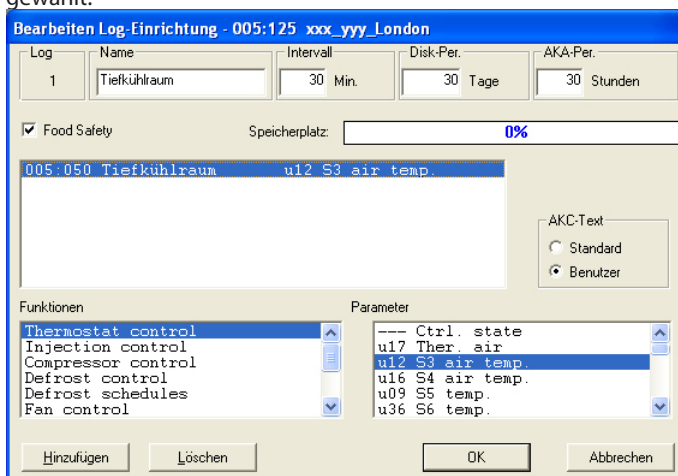 gewählt.
Bearbeiten Log-Einrichtung - 005:125 xxx_yyy_London
Log Name Intervall Disk-Per. AKA-Per.
1 Tiefkühlraum 30 Min. 30 Tage 30 Stunden
Food Safety Speicherplatz: 0%
005:050 Tiefkühlraum u12 S3 air temp.
AKC-Text
Standard
Benutzer
Funktionen Parameter
Thermostat control --- Ctrl. state
Injection control u17 Ther. air
Compressor control u12 S3 air temp.
Defrost control u16 S4 air temp.
Defrost schedules u09 S5 temp.
Fan control u36 S6 temp.
Hinzufügen Löschen OK Abbrechen